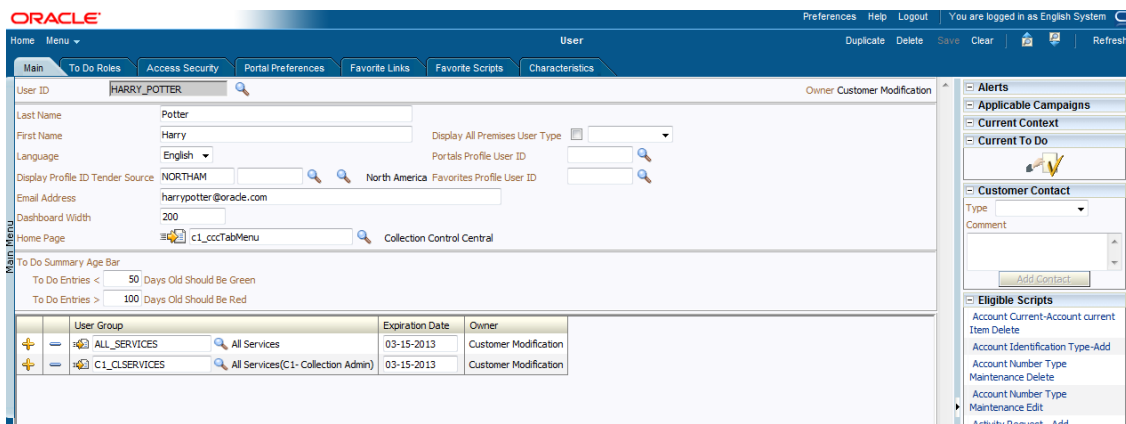 ORACLE
Preferences Help Logout You are logged in as English System
Home Menu User Duplicate Delete Save Clear Refresh
Main To Do Roles Access Security Portal Preferences Favorite Links Favorite Scripts Characteristics
User ID HARRY_POTTER Owner Customer Modification
Last Name Potter
First Name Harry Display All Premises User Type
Language English Portals Profile User ID
Display Profile ID Tender Source NORTHAM North America Favorites Profile User ID
Email Address harrypotter@oracle.com
Dashboard Width 200
Home Page c1_cccTabMenu Collection Control Central
To Do Summary Age Bar
To Do Entries < 50 Days Old Should Be Green
To Do Entries > 100 Days Old Should Be Red
User Group Expiration Date Owner
ALL_SERVICES All Services 03-15-2013 Customer Modification
C1_CLSERVICES All Services(C1- Collection Admin) 03-15-2013 Customer Modification
Main Menu
Alerts
Applicable Campaigns
Current Context
Current To Do
Customer Contact
Type
Comment
Add Contact
Eligible Scripts
Account Current-Account current
Item Delete
Account Identification Type-Add
Account Number Type
Maintenance Delete
Account Number Type
Maintenance Edit
Activity Request - Add